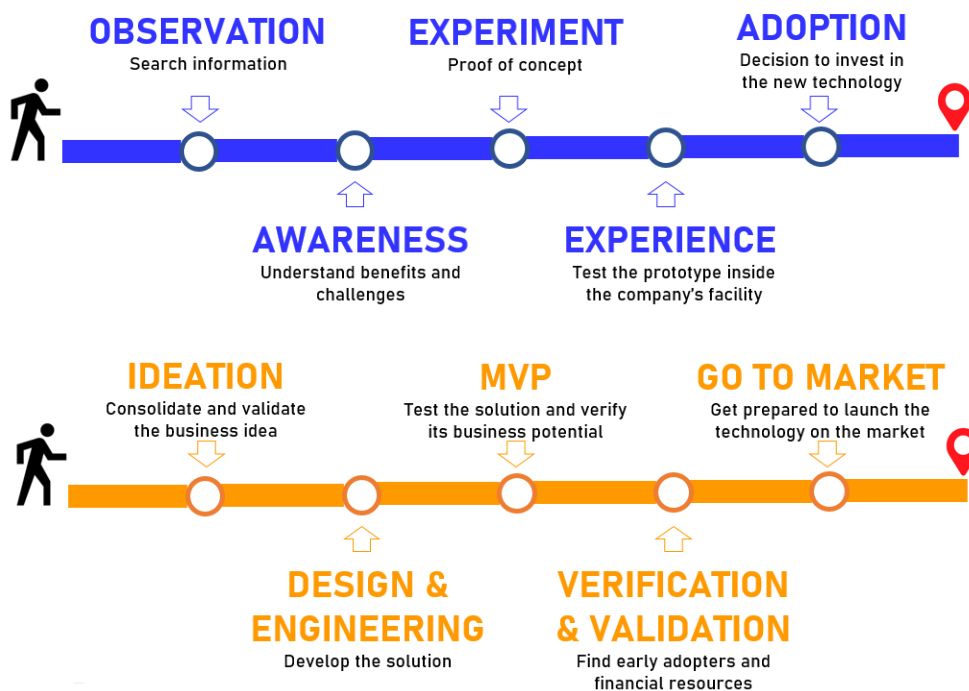 OBSERVATION
Search information
EXPERIMENT
Proof of concept
ADOPTION
Decision to invest in
the new technology
AWARENESS
Understand benefits and
challenges
EXPERIENCE
Test the prototype inside
the company's facility
IDEATION
Consolidate and validate
the business idea
MVP
Test the solution and verify
its business potential
GO TO MARKET
Get prepared to launch the
technology on the market
DESIGN &
ENGINEERING
Develop the solution
VERIFICATION
& VALIDATION
Find early adopters and
financial resources